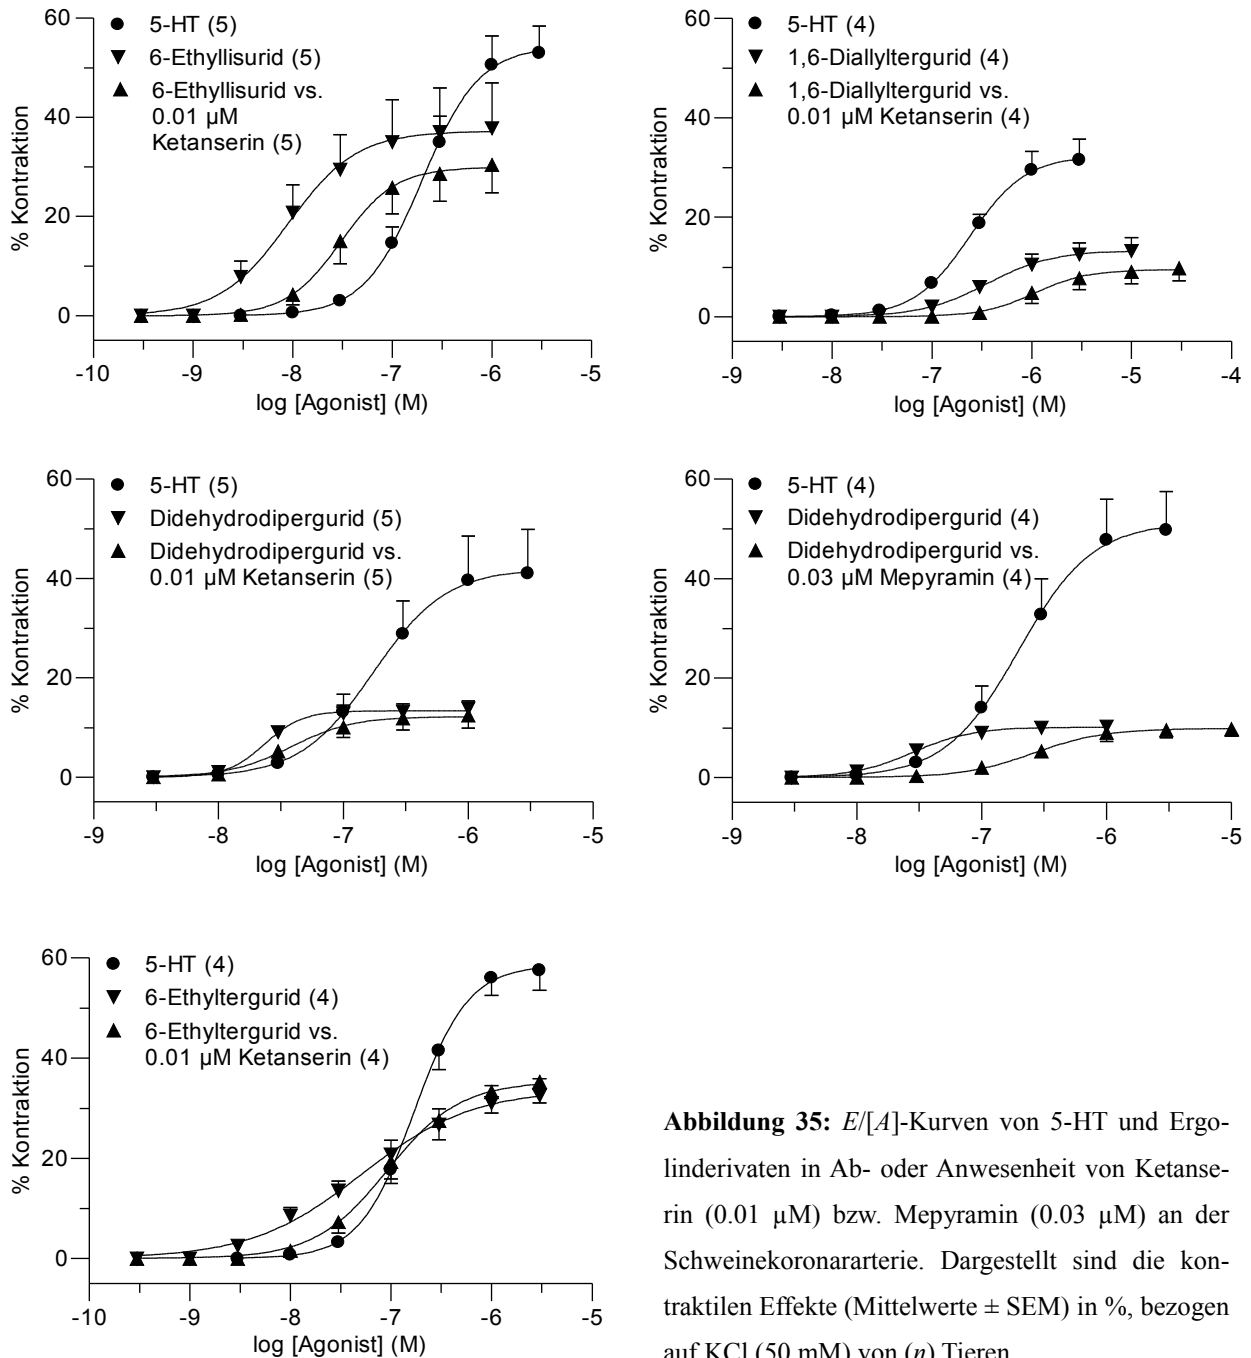 60
40
20
0
% Kontraktion
5-HT (5)
6-Ethyllisurid (5)
6-Ethyllisurid vs.
0.01 µM
Ketanserin (5)
-10
-9
-8
-7
-6
-5
log [Agonist] (M)
60
40
20
0
% Kontraktion
5-HT (4)
1,6-Diallyltergurid (4)
1,6-Diallyltergurid vs.
0.01 µM Ketanserin (4)
-9
-8
-7
-6
-5
-4
log [Agonist] (M)
60
40
20
0
% Kontraktion
5-HT (5)
Didehydrodipergurid (5)
Didehydrodipergurid vs.
0.01 µM Ketanserin (5)
-9
-8
-7
-6
-5
log [Agonist] (M)
60
40
20
0
% Kontraktion
5-HT (4)
Didehydrodipergurid (4)
Didehydrodipergurid vs.
0.03 µM Mepyramin (4)
-9
-8
-7
-6
-5
log [Agonist] (M)
60
40
20
0
% Kontraktion
5-HT (4)
6-Ethyltergurid (4)
6-Ethyltergurid vs.
0.01 µM Ketanserin (4)
-10
-9
-8
-7
-6
-5
log [Agonist] (M)
Abbildung 35: E/[A]-Kurven von 5-HT und Ergo-
linderivaten in Ab- oder Anwesenheit von Ketanse-
rin (0.01 µM) bzw. Mepyramin (0.03 µM) an der
Schweinekoronararterie. Dargestellt sind die kon-
traktilen Effekte (Mittelwerte ± SEM) in %, bezogen
auf KCl (50 mM) von (n) Tieren